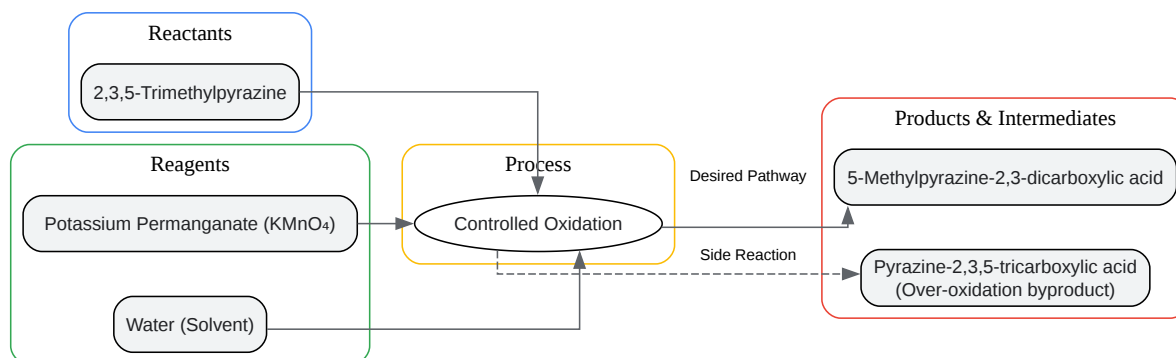 Reactants
2,3,5-Trimethylpyrazine
Reagents
Potassium Permanganate (KMnO₄)
Water (Solvent)
Process
Controlled Oxidation
Desired Pathway
Side Reaction
Products & Intermediates
5-Methylpyrazine-2,3-dicarboxylic acid
Pyrazine-2,3,5-tricarboxylic acid
(Over-oxidation byproduct)